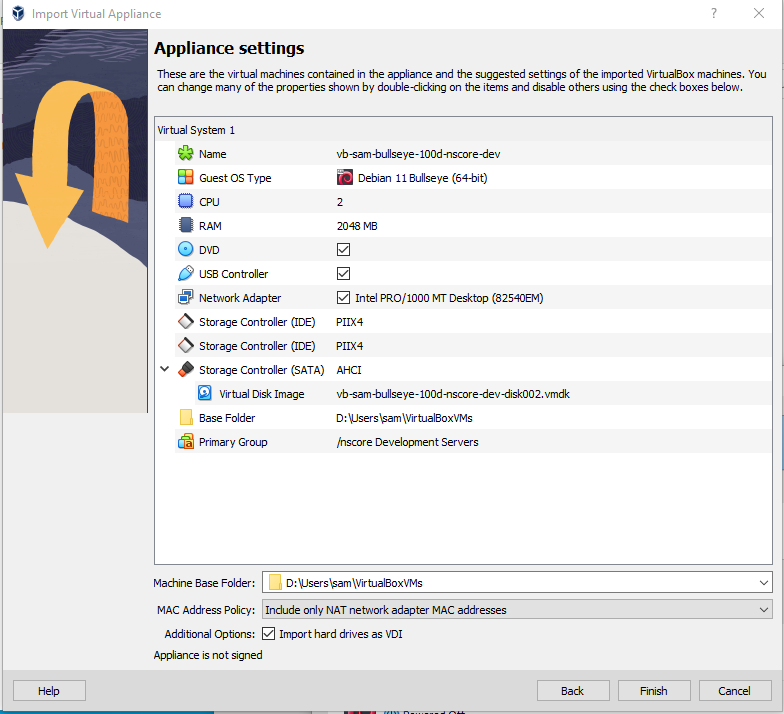 Import Virtual Appliance
?
Appliance settings
These are the virtual machines contained in the appliance and the suggested settings of the imported VirtualBox machines. You
can change many of the properties shown by double-clicking on the items and disable others using the check boxes below.
Virtual System 1
Name vb-sam-bullseye-100d-nscore-dev
Guest OS Type Debian 11 Bullseye (64-bit)
CPU 2
RAM 2048 MB
DVD
USB Controller
Network Adapter Intel PRO/1000 MT Desktop (82540EM)
Storage Controller (IDE) PIIX4
Storage Controller (IDE) PIIX4
Storage Controller (SATA) AHCI
Virtual Disk Image vb-sam-bullseye-100d-nscore-dev-disk002.vmdk
Base Folder D:\Users\sam\VirtualBoxVMs
Primary Group /nscore Development Servers
Machine Base Folder: D:\Users\sam\VirtualBoxVMs
MAC Address Policy: Include only NAT network adapter MAC addresses
Additional Options: Import hard drives as VDI
Appliance is not signed
Help Back Finish Cancel
Powered Off